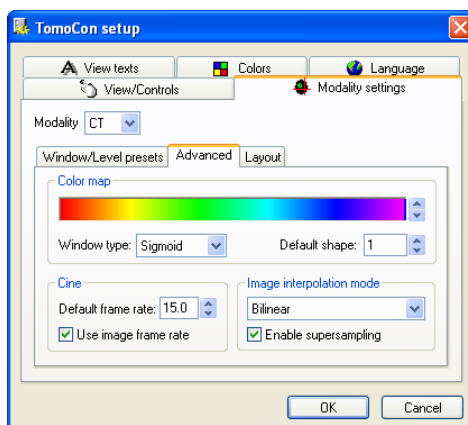 TomoCon setup
View texts
Colors
Language
View/Controls
Modality settings
Modality CT
Window/Level presets
Advanced
Layout
Color map
Window type: Sigmoid
Default shape: 1
Cine
Default frame rate: 15.0
Use image frame rate
Image interpolation mode
Bilinear
Enable supersampling
OK
Cancel